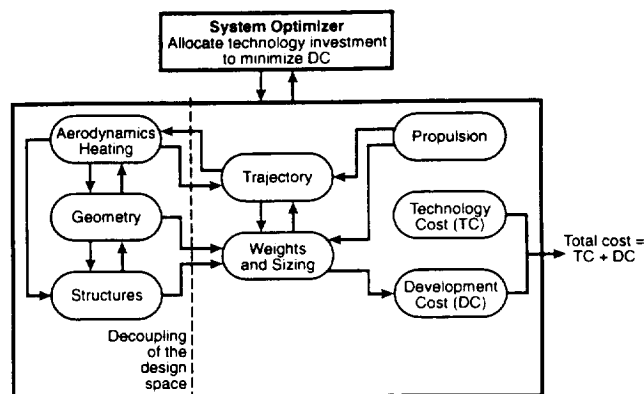 System Optimizer
Allocate technology investment
to minimize DC
Aerodynamics
Heating
Propulsion
Trajectory
Geometry
Technology
Cost (TC)
Weights
and Sizing
Total cost =
TC + DC
Structures
Development
Cost (DC)
Decoupling
of the
design
space